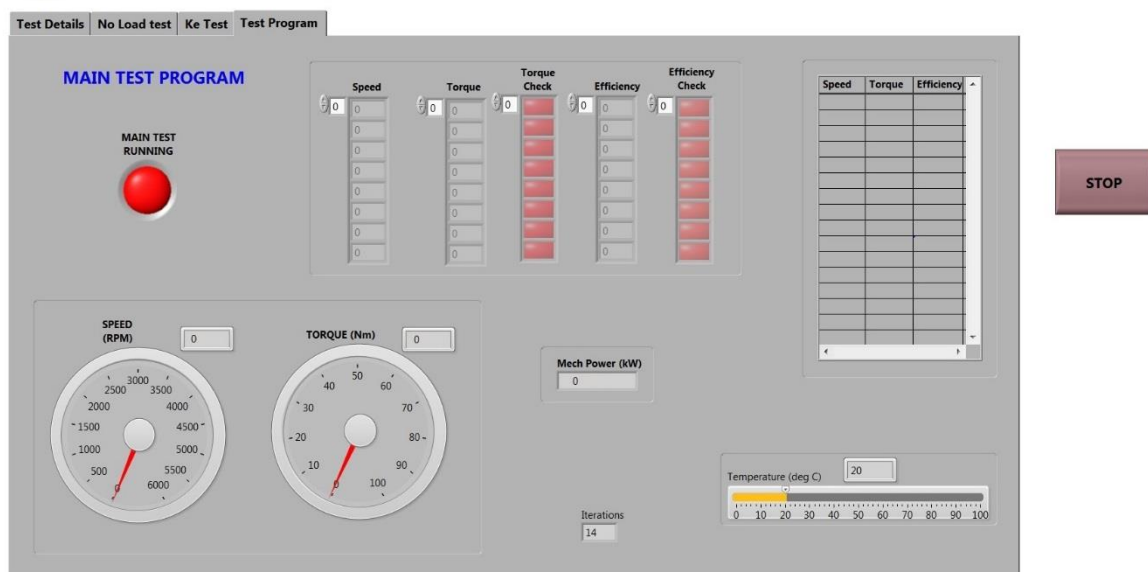 Test Details No Load test Ke Test Test Program
MAIN TEST PROGRAM
MAIN TEST
RUNNING
Speed Torque Torque Check Efficiency Efficiency Check
0 0 0 0 0
0 0 0
0 0 0
0 0 0
0 0 0
0 0 0
0 0 0
0 0 0
0 0 0
Speed Torque Efficiency
STOP
SPEED
(RPM)
0
0 500 1000 1500 2000 2500 3000 3500 4000 4500 5000 5500 6000
TORQUE (Nm)
0
0 10 20 30 40 50 60 70 80 90 100
Mech Power (kW)
0
Temperature (deg C)
20
0 10 20 30 40 50 60 70 80 90 100
Iterations
14